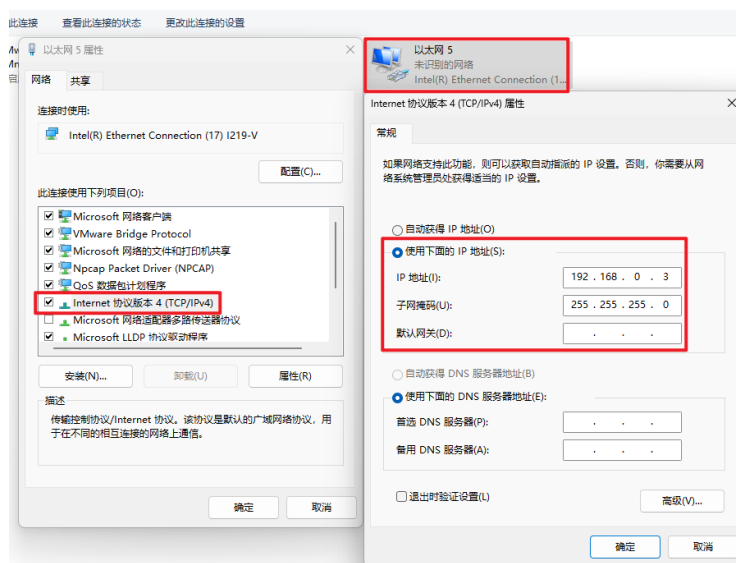 此连接 查看此连接的状态 更改此连接的设置
以太网 5 属性
网络 共享
连接时使用:
Intel(R) Ethernet Connection (17) I219-V
配置(C)...
此连接使用下列项目(O):
Microsoft 网络客户端
VMware Bridge Protocol
Microsoft 网络的文件和打印机共享
Npcap Packet Driver (NPCAP)
QoS 数据包计划程序
Internet 协议版本 4 (TCP/IPv4)
Microsoft 网络适配器多路传送器协议
Microsoft LLDP 协议驱动程序
安装(N)... 卸载(U) 属性(R)
描述
传输控制协议/Internet 协议。该协议是默认的广域网络协议，用
于在不同的相互连接的网络上通信。
确定 取消
以太网 5
未识别的网络
Intel(R) Ethernet Connection (1...
Internet 协议版本 4 (TCP/IPv4) 属性
常规
如果网络支持此功能，则可以获取自动指派的 IP 设置。否则，你需要从网
络系统管理员处获得适当的 IP 设置。
自动获得 IP 地址(O)
使用下面的 IP 地址(S):
IP 地址(I): 192 . 168 . 0 . 3
子网掩码(U): 255 . 255 . 255 . 0
默认网关(D): . . .
自动获得 DNS 服务器地址(B)
使用下面的 DNS 服务器地址(E):
首选 DNS 服务器(P): . . .
备用 DNS 服务器(A): . . .
退出时验证设置(L)
高级(V)...
确定 取消